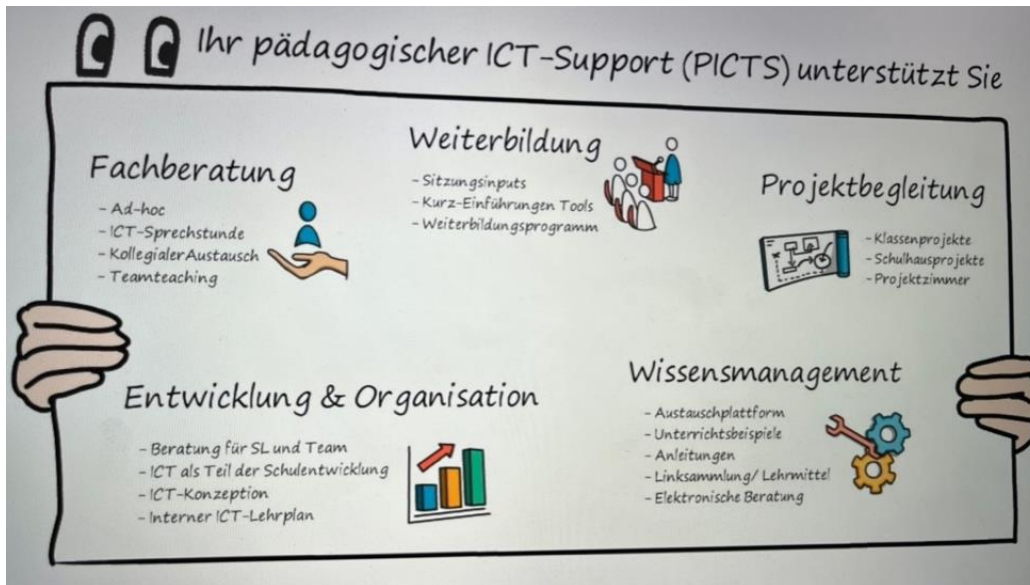 Ihr pädagogischer ICT-Support (PICTS) unterstützt Sie
Fachberatung
- Ad-hoc
- ICT-Sprechstunde
- Kollegialer Austausch
- Teamteaching
Weiterbildung
- Sitzungsinputs
- Kurz-Einführungen Tools
- Weiterbildungsprogramm
Projektbegleitung
- Klassenprojekte
- Schulhausprojekte
- Projektzimmer
Entwicklung & Organisation
- Beratung für SL und Team
- ICT als Teil der Schulentwicklung
- ICT-Konzeption
- Interner ICT-Lehrplan
Wissensmanagement
- Austauschplattform
- Unterrichtsbeispiele
- Anleitungen
- Linksammlung/ Lehrmittel
- Elektronische Beratung